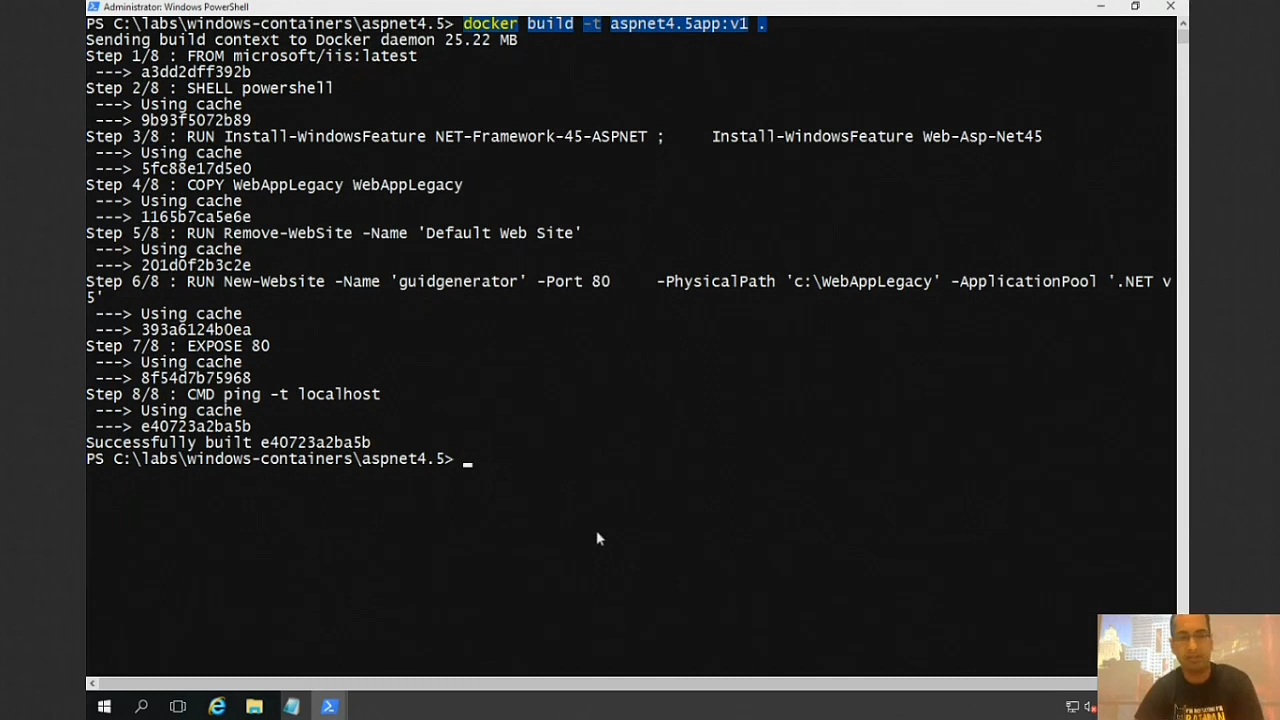 Administrator: Windows PowerShell
PS C:\labs\windows-containers\aspnet4.5> docker build -t aspnet4.5app:v1 .
Sending build context to Docker daemon 25.22 MB
Step 1/8 : FROM microsoft/iis:latest
---> a3dd2dff392b
Step 2/8 : SHELL powershell
---> Using cache
---> 9b93f5072b89
Step 3/8 : RUN Install-WindowsFeature NET-Framework-45-ASPNET ;     Install-WindowsFeature Web-Asp-Net45
---> Using cache
---> 5fc88e17d5e0
Step 4/8 : COPY WebAppLegacy WebAppLegacy
---> Using cache
---> 1165b7ca5e6e
Step 5/8 : RUN Remove-WebSite -Name 'Default Web Site'
---> Using cache
---> 201d0f2b3c2e
Step 6/8 : RUN New-Website -Name 'guidgenerator' -Port 80     -PhysicalPath 'c:\WebAppLegacy' -ApplicationPool '.NET v
5'
---> Using cache
---> 393a6124b0ea
Step 7/8 : EXPOSE 80
---> Using cache
---> 8f54d7b75968
Step 8/8 : CMD ping -t localhost
---> Using cache
---> e40723a2ba5b
Successfully built e40723a2ba5b
PS C:\labs\windows-containers\aspnet4.5>